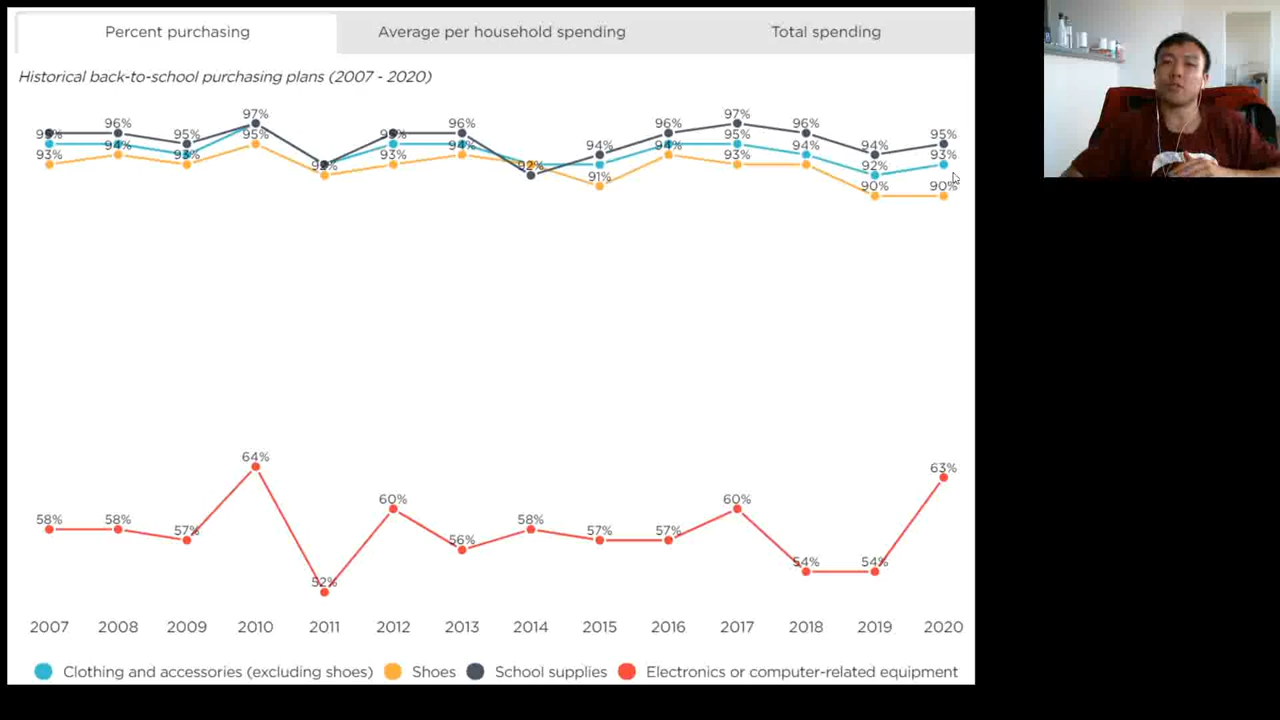 Percent purchasing Average per household spending Total spending
Historical back-to-school purchasing plans (2007 - 2020)
97% 97%
96% 95% 95% 96% 96% 95% 96% 95%
93% 94% 93% 93% 94% 92% 94% 94% 93% 94% 94% 93%
91% 92%
90% 90%
64% 63%
60% 60%
58% 58% 57% 56% 58% 57% 57%
52% 54% 54%
2007 2008 2009 2010 2011 2012 2013 2014 2015 2016 2017 2018 2019 2020
Clothing and accessories (excluding shoes) Shoes School supplies Electronics or computer-related equipment